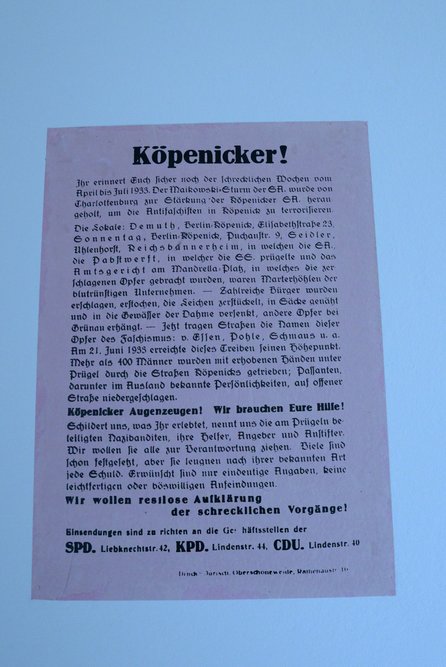 Köpenicker!
Ihr erinnert Euch sicher noch der schrecklichen Wochen vom
April bis Juli 1933. Der Maikowski-Sturm der SA. wurde von
Charlottenburg zur Stärkung der Köpenicker SA. heran
geholt, um die Antifaschisten in Köpenick zu terrorisieren.
Die Lokale: Demuth, Berlin-Köpenick, Elisabethstraße 23,
Sonnentag, Berlin-Köpenick, Puchanstr. 9, Seidler,
Uhlenhorst, Reichsbannerheim, in welchen die SA.,
die Pabstwerft, in welcher die SS. prügelte und das
Amtsgericht am Mandrella-Platz, in welches die zer
schlagenen Opfer gebracht wurden, waren Marterhöhlen der
blutrünstigen Unternehmen. — Zahlreiche Bürger wurden
erschlagen, erstochen, die Leichen zerstückelt, in Säcke genäht
und in die Gewässer der Dahme versenkt, andere Opfer bei
Grünau erhängt. — Jetzt tragen Straßen die Namen dieser
Opfer des Faschismus: v. Essen, Pohle, Schmaus u. a.
Am 21. Juni 1933 erreichte dieses Treiben seinen Höhepunkt.
Mehr als 400 Männer wurden mit erhobenen Händen unter
Prügel durch die Straßen Köpenicks getrieben; Passanten,
darunter im Ausland bekannte Persönlichkeiten, auf offener
Straße niedergeschlagen.
Köpenicker Augenzeugen! Wir brauchen Eure Hilfe!
Schildert uns, was Ihr erlebtet, nennt uns die am Prügeln be-
teiligten Nazibanditen, ihre Helfer, Angeber und Anstifter.
Wir wollen sie alle zur Verantwortung ziehen. Viele sind
schon festgesetzt, aber sie leugnen nach ihrer bekannten Art
jede Schuld. Erwünscht sind nur eindeutige Angaben, keine
leichtfertigen oder böswilligen Anfeindungen.
Wir wollen restlose Aufklärung
der schrecklichen Vorgänge!
Einsendungen sind zu richten an die Geschäftsstellen der
SPD. Liebknechtstr. 42, KPD. Lindenstr. 44, CDU. Lindenstr. 40
Druck: Jurisch, Oberschöneweide, Rathenaustr.